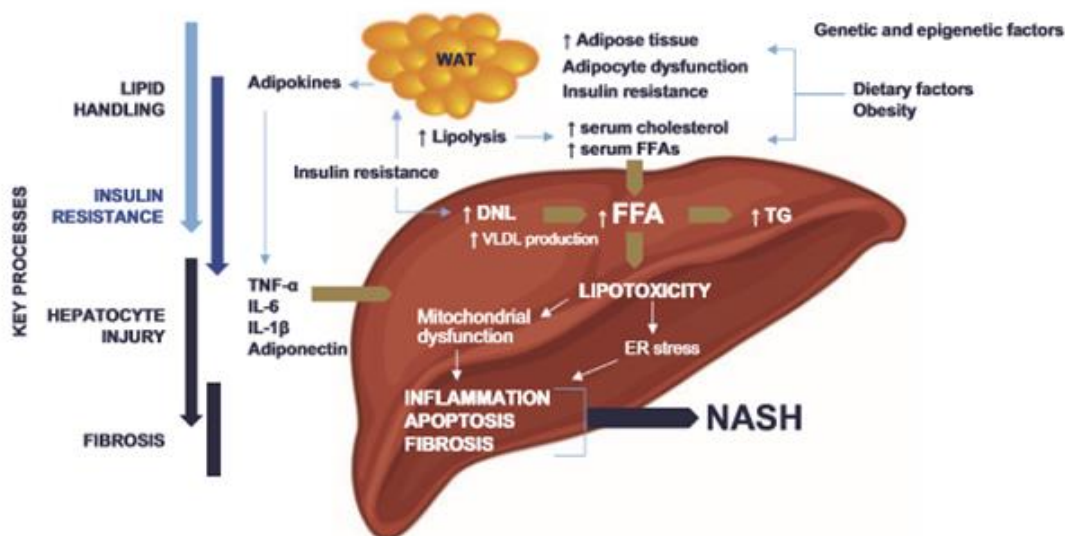 KEY PROCESSES
LIPID
HANDLING
INSULIN
RESISTANCE
HEPATOCYTE
INJURY
FIBROSIS
WAT
Adipokines
↑ Adipose tissue
Adipocyte dysfunction
Insulin resistance
Genetic and epigenetic factors
Dietary factors
Obesity
↑ Lipolysis
↑ serum cholesterol
↑ serum FFAs
Insulin resistance
↑ DNL
↑ VLDL production
↑ FFA
↑ TG
TNF-α
IL-6
IL-1β
Adiponectin
LIPOTOXICITY
Mitochondrial
dysfunction
ER stress
INFLAMMATION
APOPTOSIS
FIBROSIS
NASH